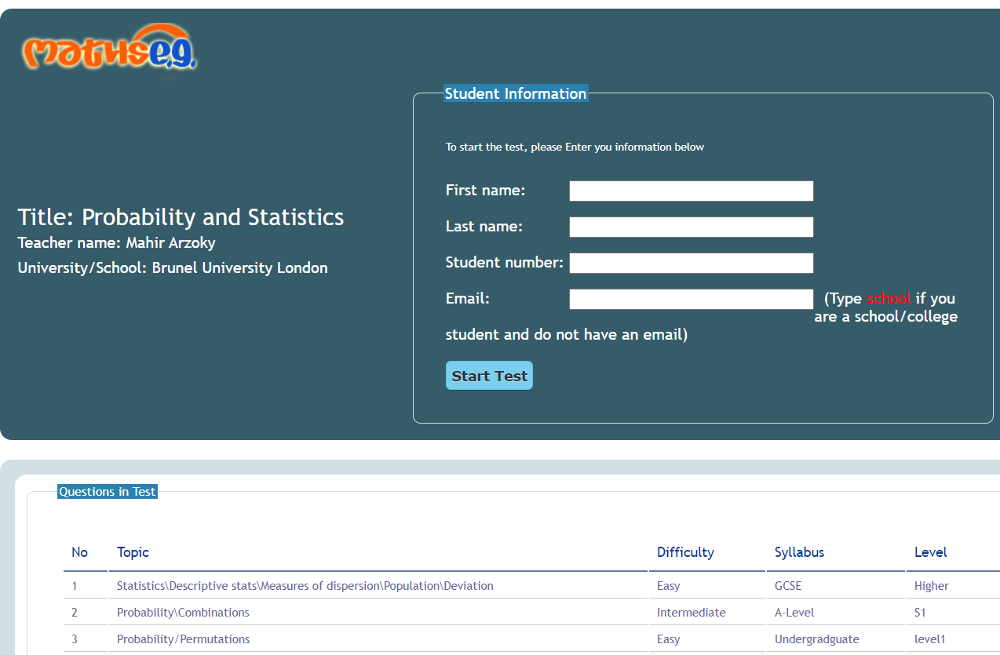 maths e.g.
Student Information
To start the test, please Enter you information below
First name:
Last name:
Student number:
Email: (Type school if you
are a school/college
student and do not have an email)
Start Test
Title: Probability and Statistics
Teacher name: Mahir Arzoky
University/School: Brunel University London
Questions in Test
No Topic Difficulty Syllabus Level
1 Statistics\Descriptive stats\Measures of dispersion\Population\Deviation Easy GCSE Higher
2 Probability\Combinations Intermediate A-Level S1
3 Probability/Permutations Easy Undergradguate level1